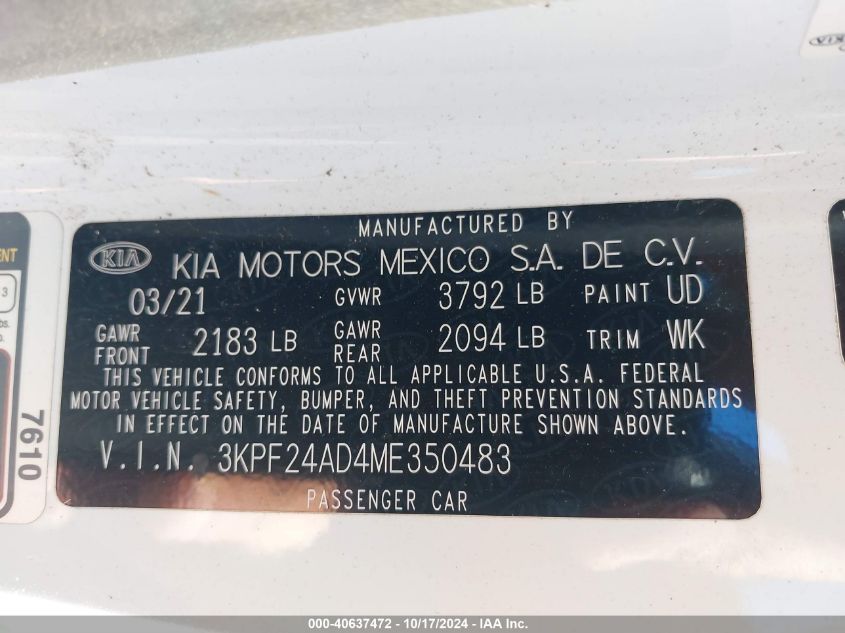 KIA
MANUFACTURED BY
KIA
KIA MOTORS MEXICO S.A. DE C.V.
03/21 GVWR 3792 LB PAINT UD
GAWR FRONT 2183 LB GAWR REAR 2094 LB TRIM WK
THIS VEHICLE CONFORMS TO ALL APPLICABLE U.S.A. FEDERAL
MOTOR VEHICLE SAFETY, BUMPER, AND THEFT PREVENTION STANDARDS
IN EFFECT ON THE DATE OF MANUFACTURE SHOWN ABOVE.
V.I.N. 3KPF24AD4ME350483
PASSENGER CAR
3
7610
000-40637472 - 10/17/2024 - IAA Inc.